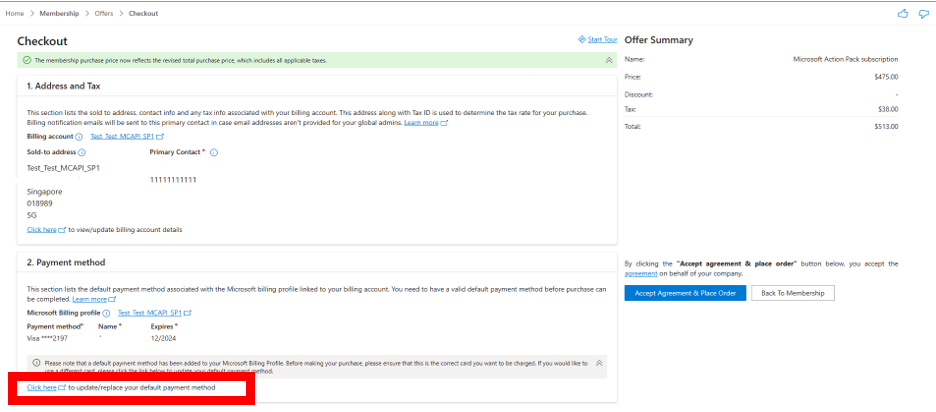 Home > Membership > Offers > Checkout
Checkout
Start Tour
The membership purchase price now reflects the revised total purchase price, which includes all applicable taxes.
1. Address and Tax
This section lists the sold to address, contact info and any tax info associated with your billing account. This address along with Tax ID is used to determine the tax rate for your purchase.
Billing notification emails will be sent to this primary contact in case email addresses aren't provided for your global admins. Learn more
Billing account Test_Test_MCAPI_SP1
Sold-to address Primary Contact *
Test_Test_MCAPI_SP1
11111111111
Singapore
018989
SG
Click here to view/update billing account details
2. Payment method
This section lists the default payment method associated with the Microsoft billing profile linked to your billing account. You need to have a valid default payment method before purchase can
be completed. Learn more
Microsoft Billing profile Test_Test_MCAPI_SP1
Payment method* Name * Expires *
Visa ****2197 12/2024
Please note that a default payment method has been added to your Microsoft Billing Profile. Before making your purchase, please ensure that this is the correct card you want to be charged. If you would like to
use a different card, please click the link below to update your default payment method.
Click here to update/replace your default payment method
Offer Summary
Name: Microsoft Action Pack subscription
Price: $475.00
Discount: -
Tax: $38.00
Total: $513.00
By clicking the "Accept agreement & place order" button below, you accept the
agreement on behalf of your company.
Accept Agreement & Place Order Back To Membership